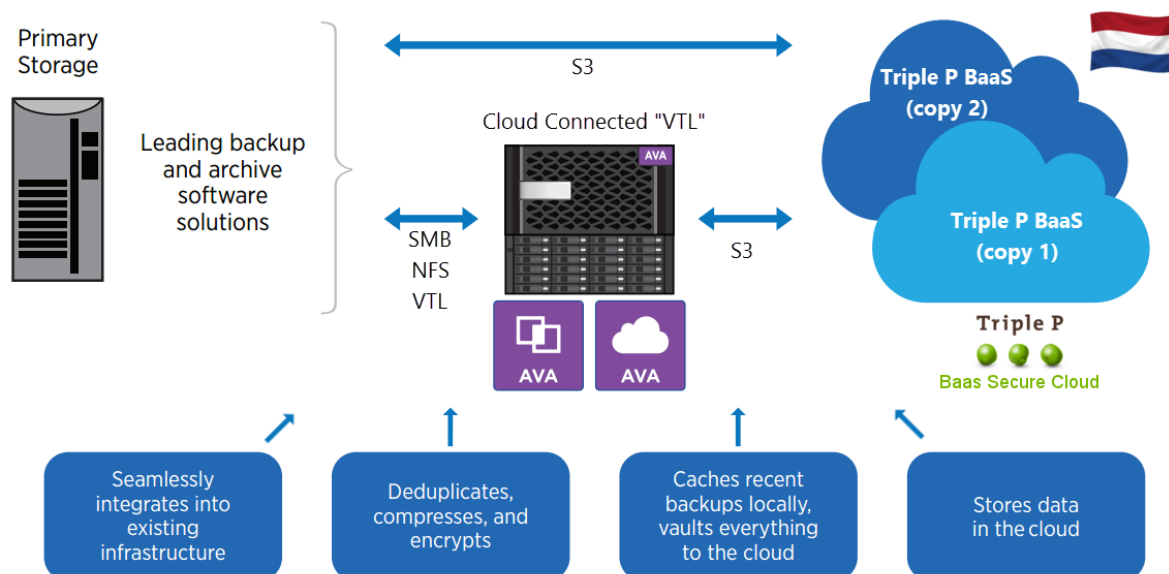 Primary
Storage
Leading backup
and archive
software
solutions
S3
Cloud Connected "VTL"
AVA
SMB
NFS
VTL
S3
AVA
AVA
Triple P BaaS
(copy 2)
Triple P BaaS
(copy 1)
Triple P
Baas Secure Cloud
Seamlessly
integrates into
existing
infrastructure
Deduplicates,
compresses, and
encrypts
Caches recent
backups locally,
vaults everything
to the cloud
Stores data
in the cloud